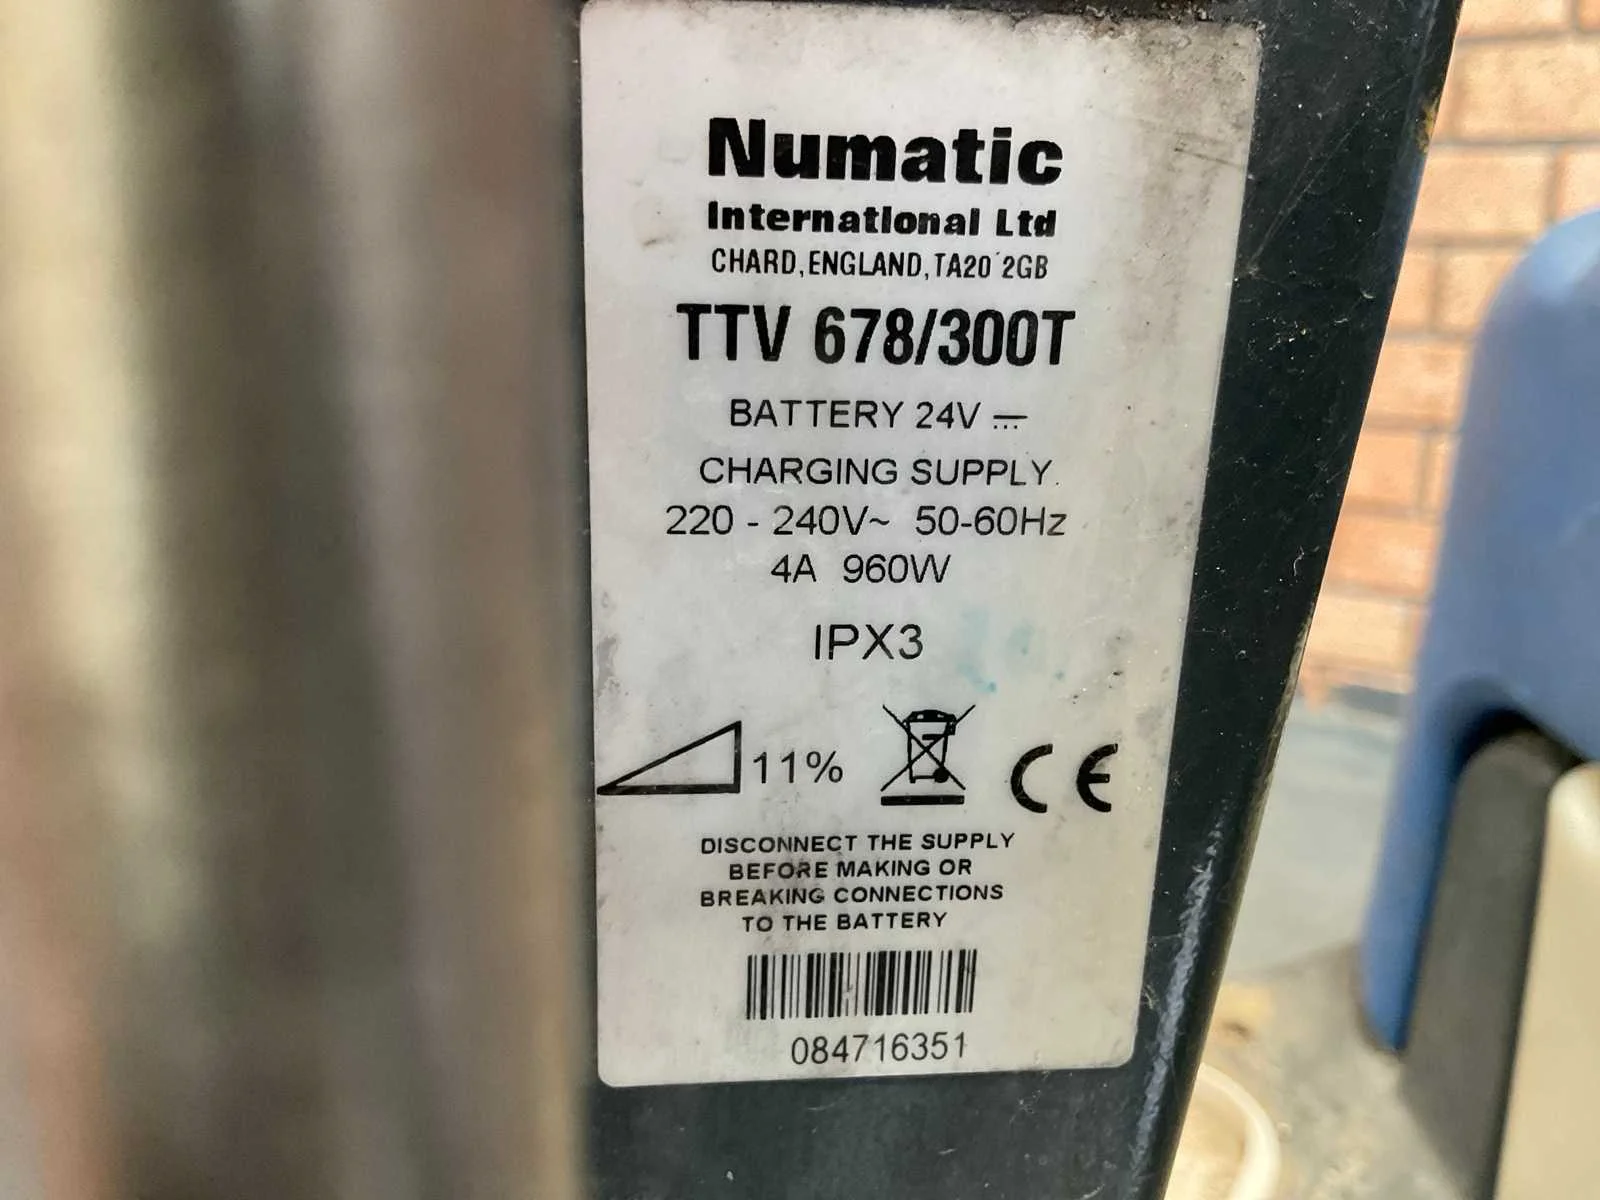 Numatic
International Ltd
CHARD, ENGLAND, TA20 2GB
TTV 678/300T
BATTERY 24V ⎓
CHARGING SUPPLY
220 - 240V~ 50-60Hz
4A 960W
IPX3
11% CE
DISCONNECT THE SUPPLY
BEFORE MAKING OR
BREAKING CONNECTIONS
TO THE BATTERY
084716351